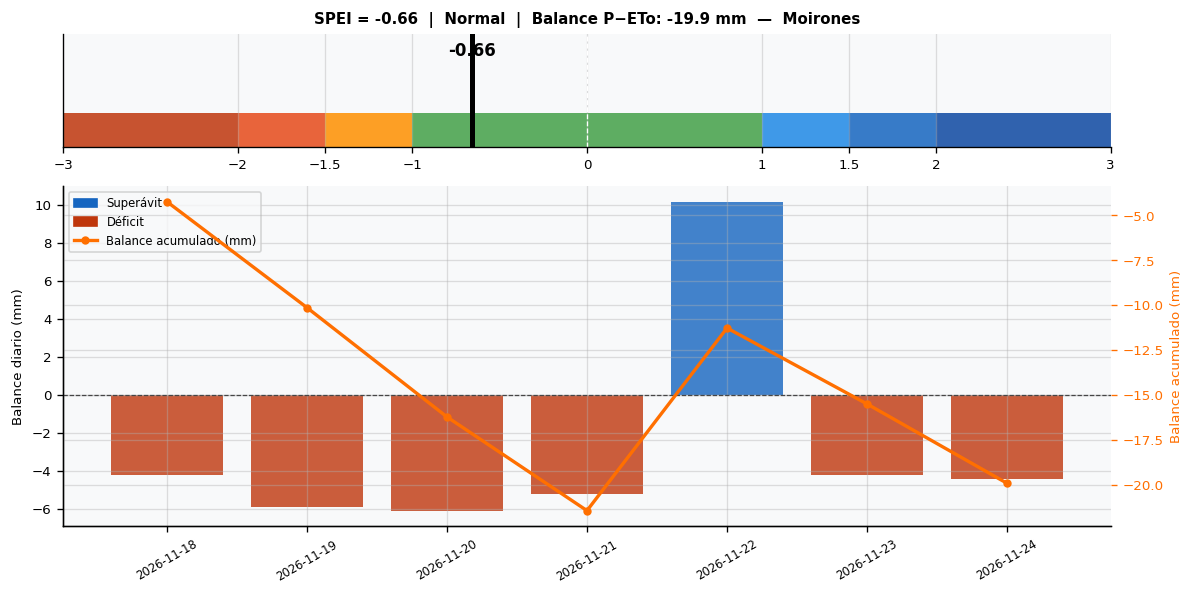 SPEI = -0.66 | Normal | Balance P−ETo: -19.9 mm — Moirones
-0.66
−3 −2 −1.5 −1 0 1 1.5 2 3
Superávit
Déficit
Balance acumulado (mm)
Balance diario (mm)
10
8
6
4
2
0
−2
−4
−6
−5.0
−7.5
−10.0
−12.5
−15.0
−17.5
−20.0
Balance acumulado (mm)
2026-11-18 2026-11-19 2026-11-20 2026-11-21 2026-11-22 2026-11-23 2026-11-24